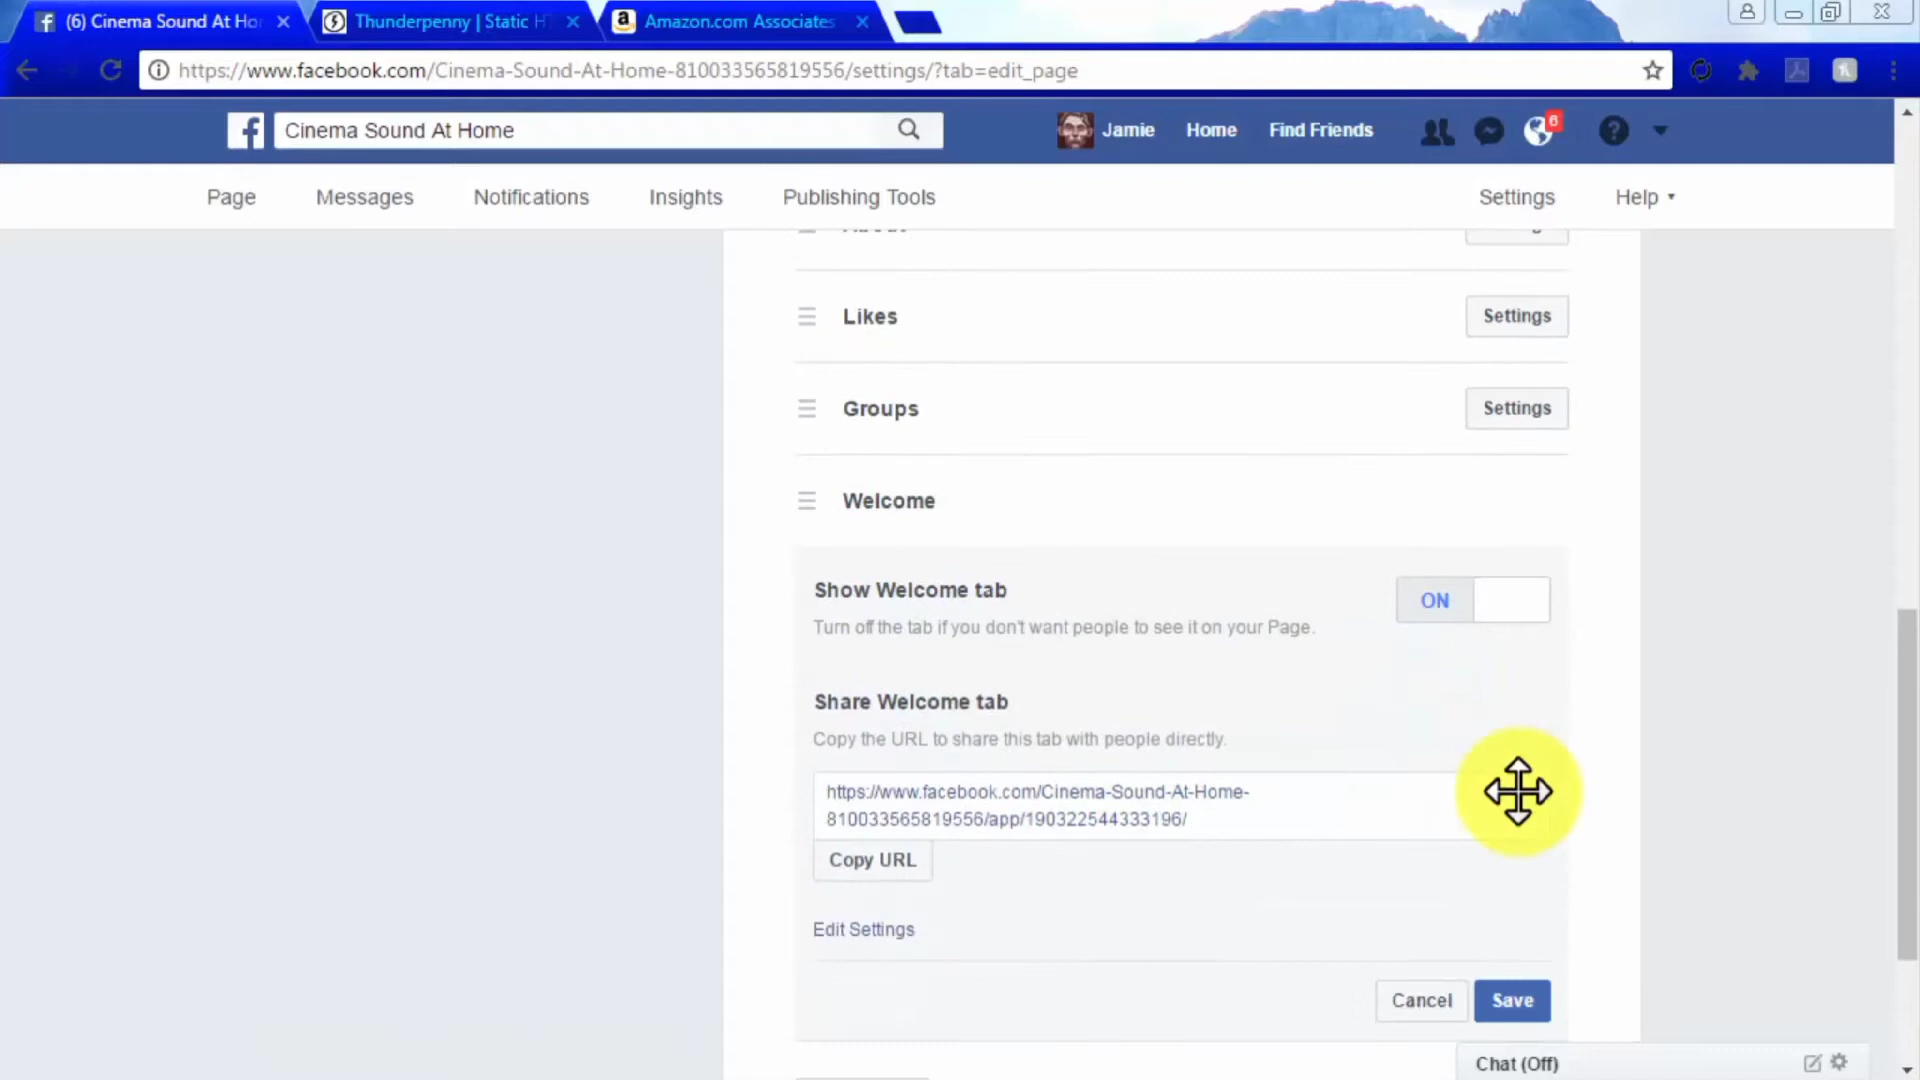 (6) Cinema Sound At Ho
Thunderpenny | Static H
Amazon.com Associates
https://www.facebook.com/Cinema-Sound-At-Home-810033565819556/settings/?tab=edit_page
Cinema Sound At Home
Jamie
Home
Find Friends
6
Page
Messages
Notifications
Insights
Publishing Tools
Settings
Help
Likes
Settings
Groups
Settings
Welcome
Show Welcome tab
ON
Turn off the tab if you don't want people to see it on your Page.
Share Welcome tab
Copy the URL to share this tab with people directly.
https://www.facebook.com/Cinema-Sound-At-Home-
810033565819556/app/190322544333196/
Copy URL
Edit Settings
Cancel
Save
Chat (Off)